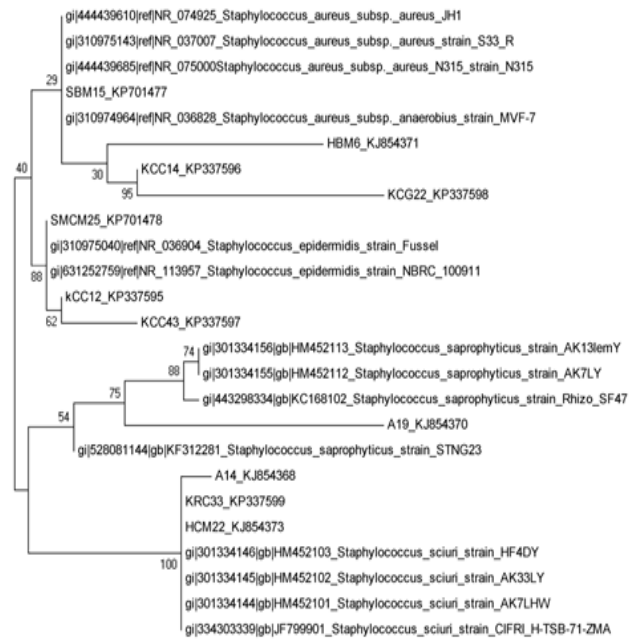 gi|444439610|ref|NR_074925_Staphylococcus_aureus_subsp._aureus_JH1
gi|310975143|ref|NR_037007_Staphylococcus_aureus_subsp._aureus_strain_S33_R
gi|444439685|ref|NR_075000Staphylococcus_aureus_subsp._aureus_N315_strain_N315
29
SBM15_KP701477
gi|310974964|ref|NR_036828_Staphylococcus_aureus_subsp._anaerobius_strain_MVF-7
HBM6_KJ854371
40
30
KCC14_KP337596
95
KCG22_KP337598
SMCM25_KP701478
gi|310975040|ref|NR_036904_Staphylococcus_epidermidis_strain_Fussel
88
gi|631252759|ref|NR_113957_Staphylococcus_epidermidis_strain_NBRC_100911
kCC12_KP337595
62
KCC43_KP337597
74
gi|301334156|gb|HM452113_Staphylococcus_saprophyticus_strain_AK13lemY
88
gi|301334155|gb|HM452112_Staphylococcus_saprophyticus_strain_AK7LY
75
gi|443298334|gb|KC168102_Staphylococcus_saprophyticus_strain_Rhizo_SF47
54
A19_KJ854370
gi|528081144|gb|KF312281_Staphylococcus_saprophyticus_strain_STNG23
A14_KJ854368
KRC33_KP337599
HCM22_KJ854373
gi|301334146|gb|HM452103_Staphylococcus_sciuri_strain_HF4DY
100
gi|301334145|gb|HM452102_Staphylococcus_sciuri_strain_AK33LY
gi|301334144|gb|HM452101_Staphylococcus_sciuri_strain_AK7LHW
gi|334303339|gb|JF799901_Staphylococcus_sciuri_strain_CIFRI_H-TSB-71-ZMA